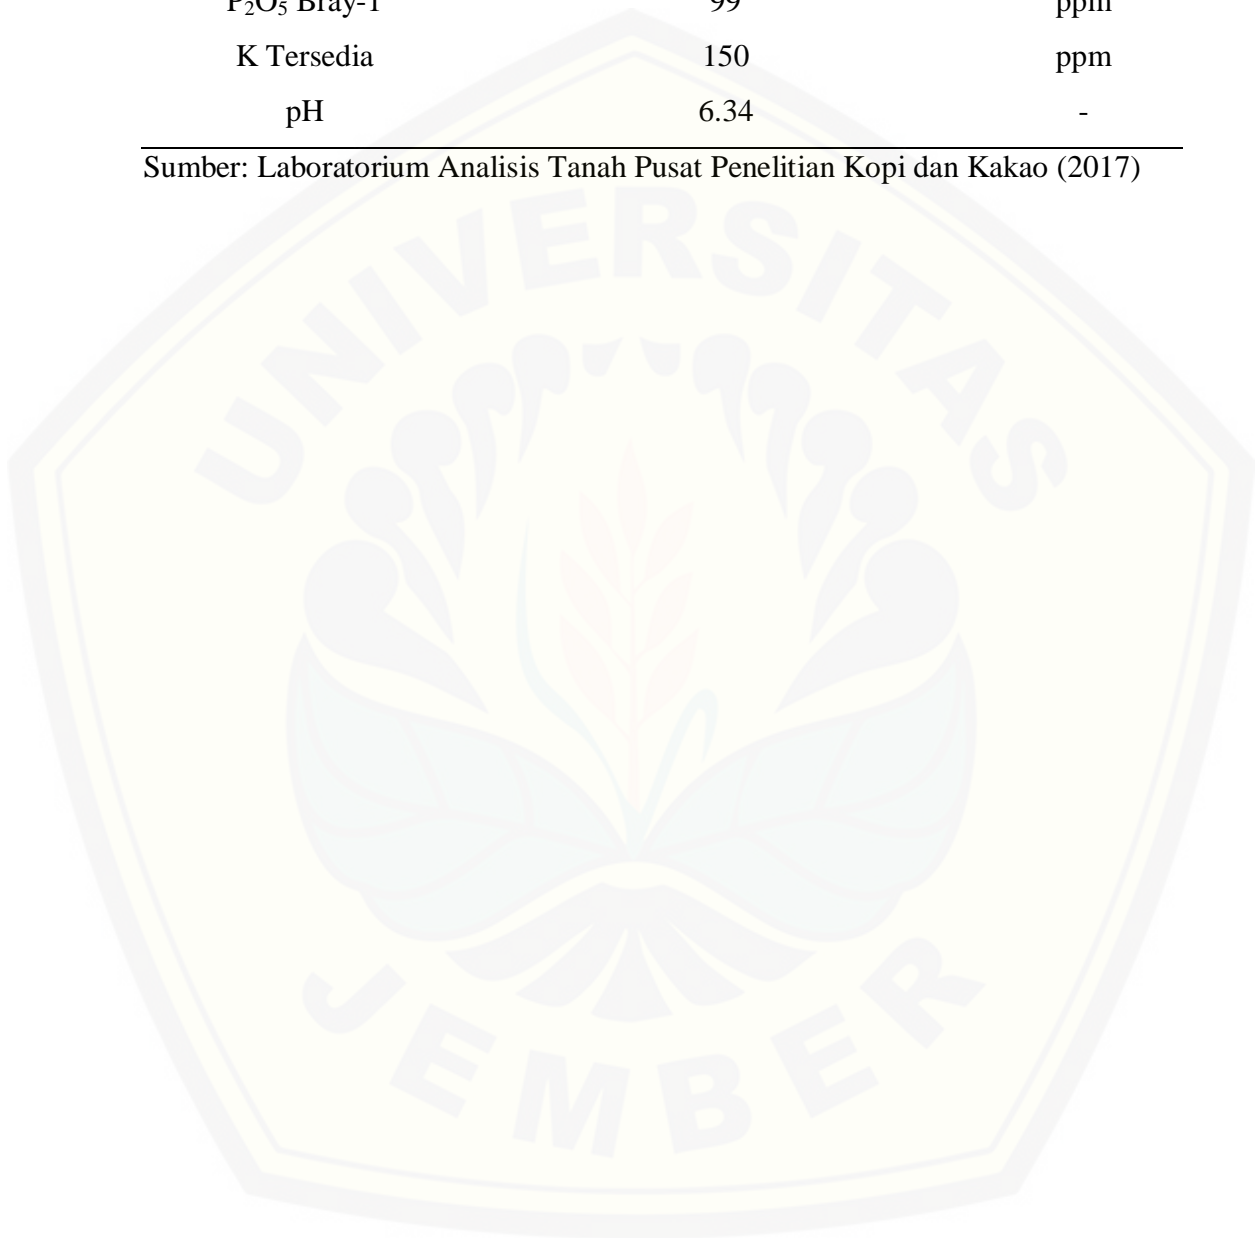 P₂O₅ Bray-1 99 ppm
K Tersedia 150 ppm
pH 6.34 -
Sumber: Laboratorium Analisis Tanah Pusat Penelitian Kopi dan Kakao (2017)
UNIVERSITAS
JEMBER